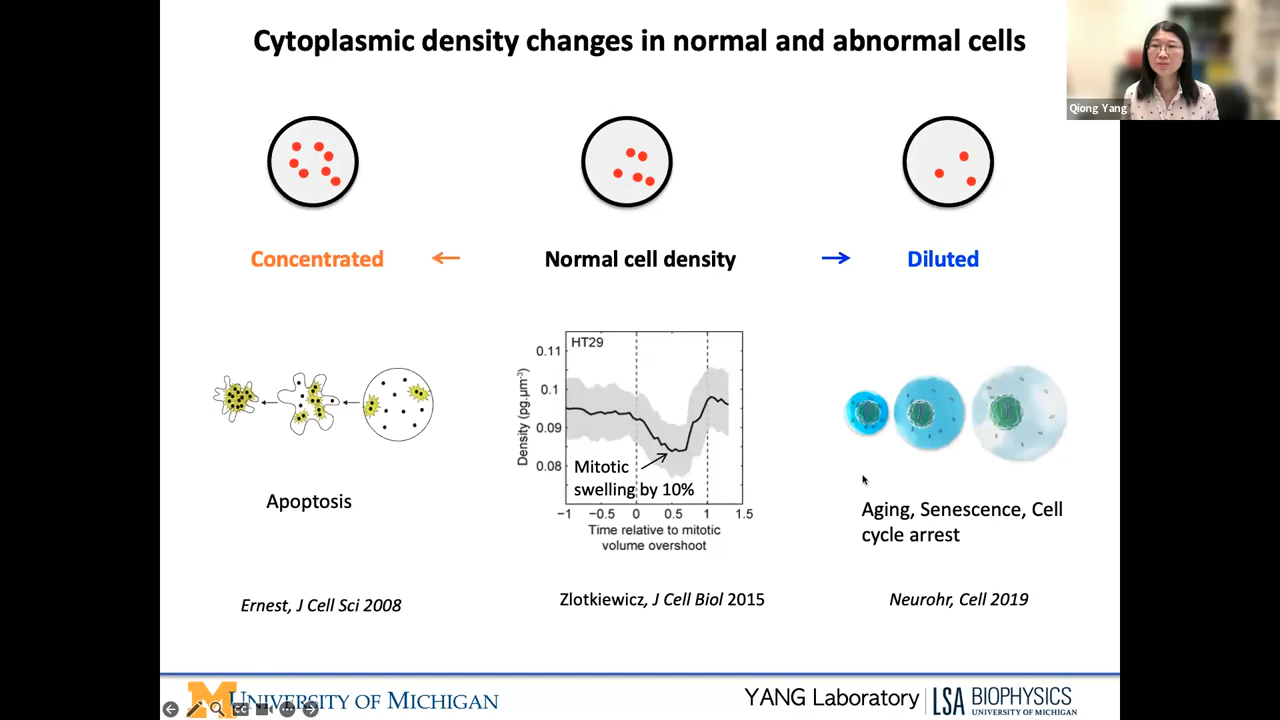 Cytoplasmic density changes in normal and abnormal cells
Qiong Yang
Concentrated
Normal cell density
Diluted
HT29
0.11
0.1
0.09
0.08
Density (pg.µm⁻³)
Mitotic
swelling by 10%
−1 −0.5 0 0.5 1 1.5
Time relative to mitotic
volume overshoot
Apoptosis
Aging, Senescence, Cell
cycle arrest
Ernest, J Cell Sci 2008
Zlotkiewicz, J Cell Biol 2015
Neurohr, Cell 2019
M UNIVERSITY OF MICHIGAN
YANG Laboratory
LSA BIOPHYSICS
UNIVERSITY OF MICHIGAN